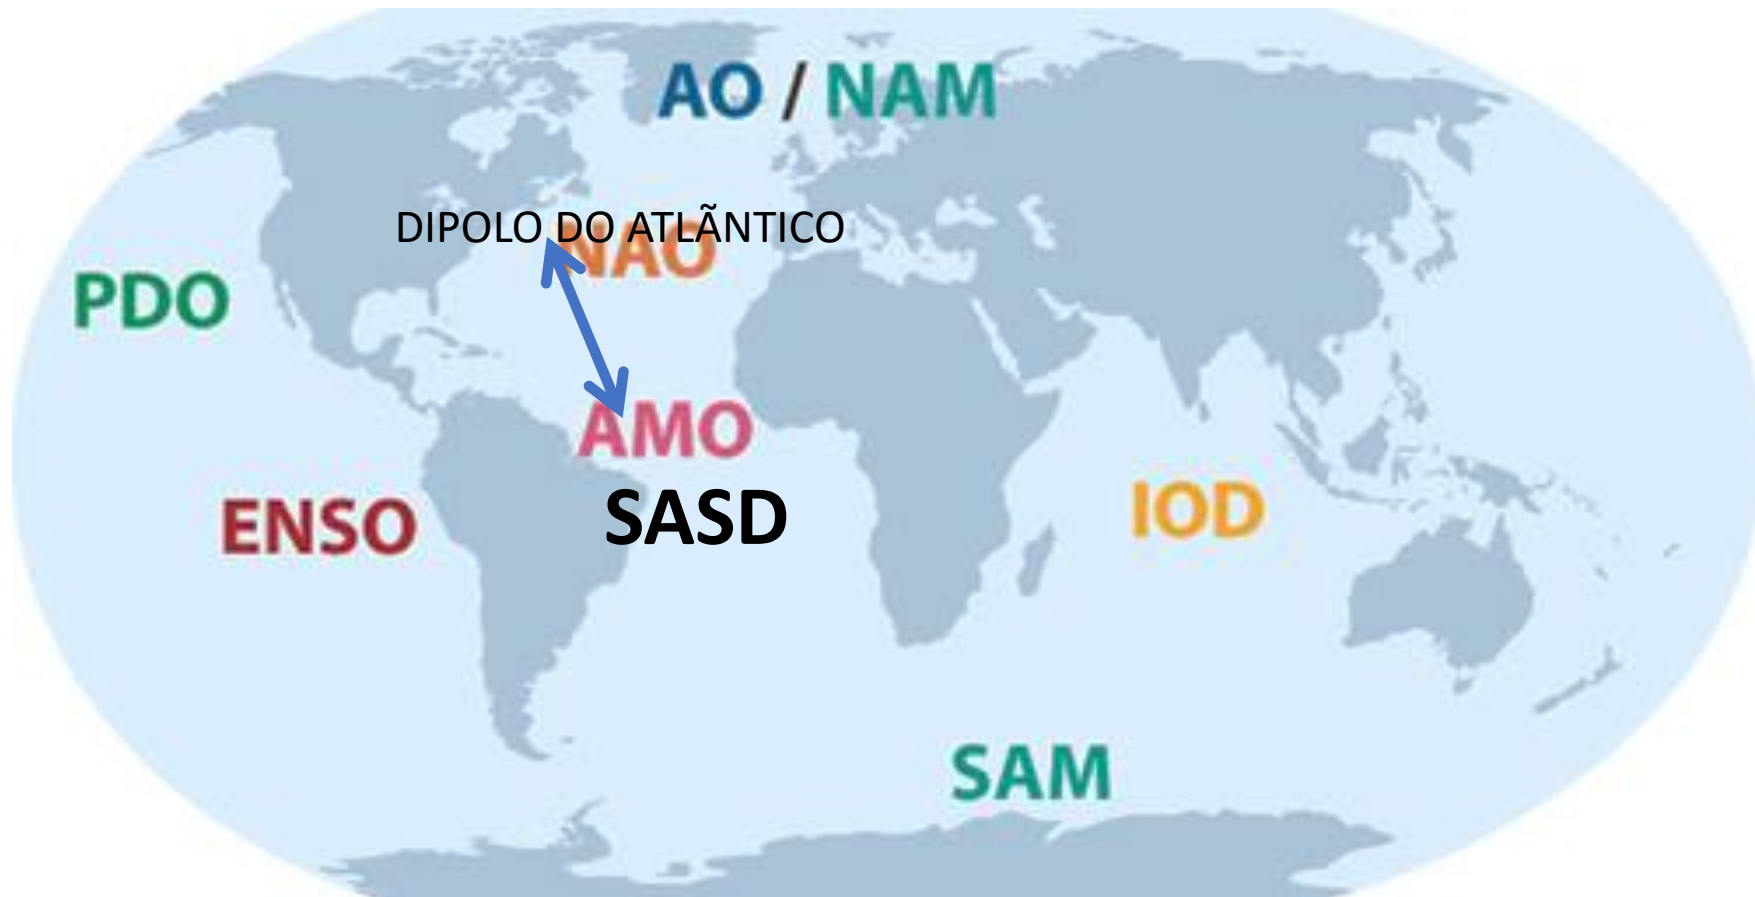 AO / NAM
DIPOLO DO ATLÃNTICO
NAO
PDO
AMO
SASD
ENSO
IOD
SAM